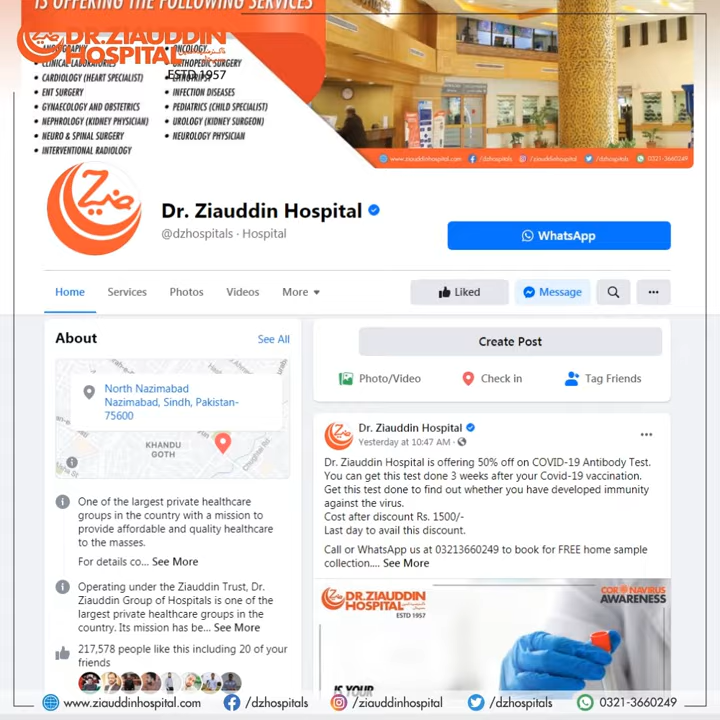 IS OFFERING THE FOLLOWING SERVICES
DR.ZIAUDDIN
HOSPITAL
ESTD 1957
• CLINICAL LABORATORIES
• CARDIOLOGY (HEART SPECIALIST)
• ENT SURGERY
• GYNAECOLOGY AND OBSTETRICS
• NEPHROLOGY (KIDNEY PHYSICIAN)
• NEURO & SPINAL SURGERY
• INTERVENTIONAL RADIOLOGY
• ONCOLOGY
• ORTHOPEDIC SURGERY
• INFECTION DISEASES
• PEDIATRICS (CHILD SPECIALIST)
• UROLOGY (KIDNEY SURGEON)
• NEUROLOGY PHYSICIAN
www.ziauddinhospital.com /dzhospitals /ziauddinhospital /dzhospitals 0321-3660249
ضیاء
Dr. Ziauddin Hospital
@dzhospitals · Hospital
WhatsApp
Home Services Photos Videos More
Liked Message
About See All
North Nazimabad
Nazimabad, Sindh, Pakistan-
75600
KHANDU
GOTH
One of the largest private healthcare
groups in the country with a mission to
provide affordable and quality healthcare
to the masses.
For details co... See More
Operating under the Ziauddin Trust, Dr.
Ziauddin Group of Hospitals is one of the
largest private healthcare groups in the
country. Its mission has be... See More
217,578 people like this including 20 of your
friends
Create Post
Photo/Video Check in Tag Friends
Dr. Ziauddin Hospital
Yesterday at 10:47 AM ·
Dr. Ziauddin Hospital is offering 50% off on COVID-19 Antibody Test.
You can get this test done 3 weeks after your Covid-19 vaccination.
Get this test done to find out whether you have developed immunity
against the virus.
Cost after discount Rs. 1500/-
Last day to avail this discount.
Call or WhatsApp us at 03213660249 to book for FREE home sample
collection.... See More
DR.ZIAUDDIN
HOSPITAL
ESTD 1957
CORONAVIRUS
AWARENESS
IS YOUR
www.ziauddinhospital.com /dzhospitals /ziauddinhospital /dzhospitals 0321-3660249